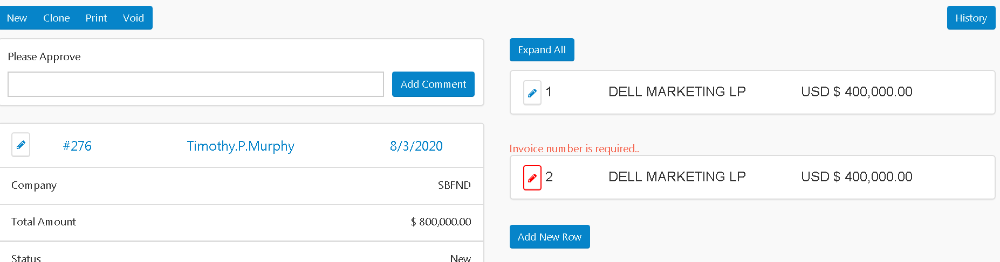 New Clone Print Void History
Please Approve
Add Comment
#276 Timothy.P.Murphy 8/3/2020
Company SBFND
Total Amount $ 800,000.00
Status New
Expand All
1 DELL MARKETING LP USD $ 400,000.00
Invoice number is required..
2 DELL MARKETING LP USD $ 400,000.00
Add New Row